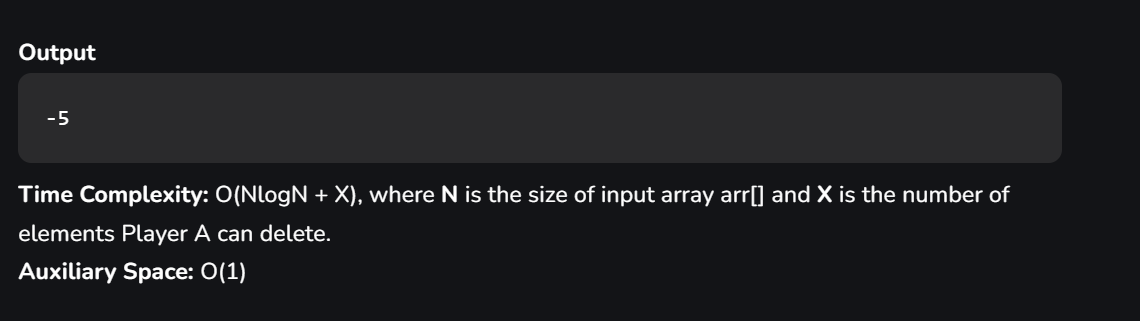 Output
-5
Time Complexity: O(NlogN + X), where N is the size of input array arr[] and X is the number of
elements Player A can delete.
Auxiliary Space: O(1)